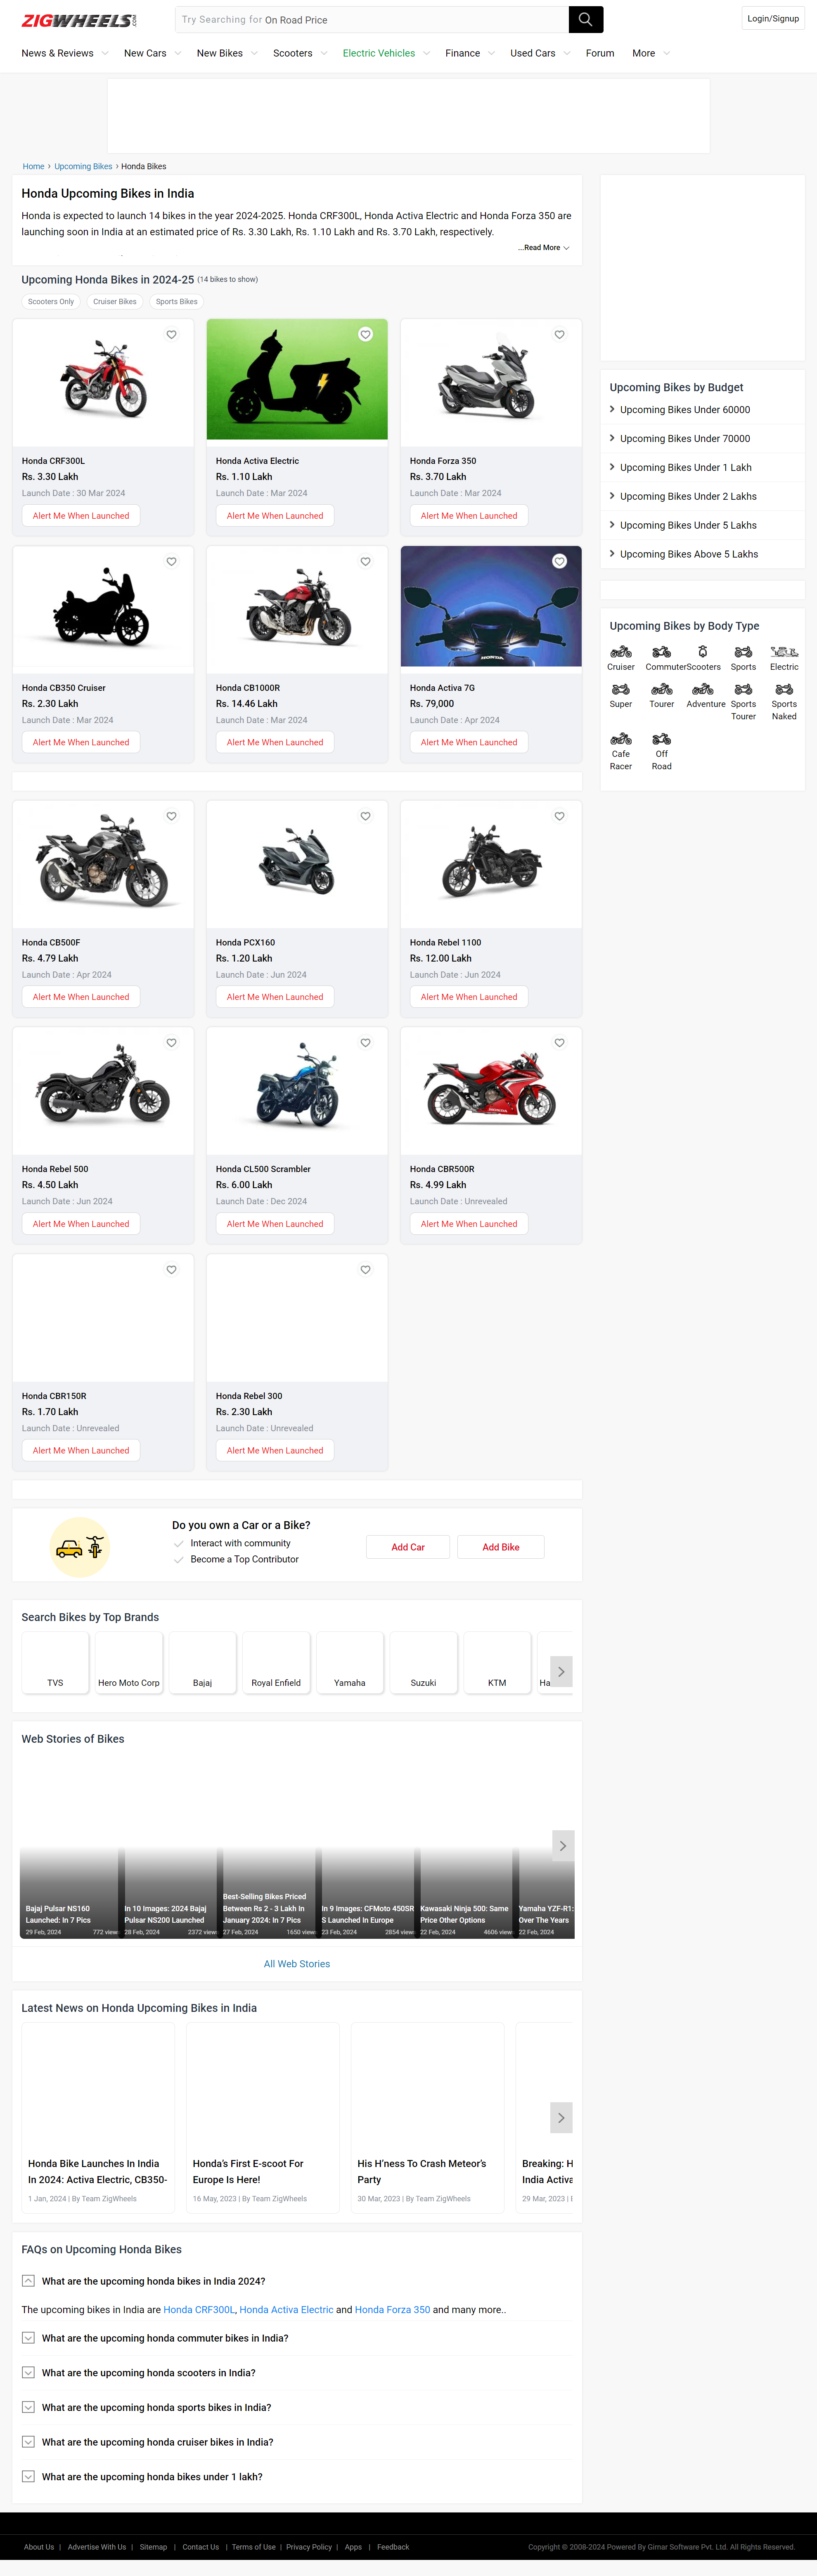 ZIGWHEELS.COM
Try Searching for On Road Price
Login/Signup
News & Reviews
New Cars
New Bikes
Scooters
Electric Vehicles
Finance
Used Cars
Forum
More
Home › Upcoming Bikes › Honda Bikes
Honda Upcoming Bikes in India
Honda is expected to launch 14 bikes in the year 2024-2025. Honda CRF300L, Honda Activa Electric and Honda Forza 350 are
launching soon in India at an estimated price of Rs. 3.30 Lakh, Rs. 1.10 Lakh and Rs. 3.70 Lakh, respectively.
...Read More
Upcoming Honda Bikes in 2024-25 (14 bikes to show)
Scooters Only
Cruiser Bikes
Sports Bikes
Honda CRF300L
Rs. 3.30 Lakh
Launch Date : 30 Mar 2024
Alert Me When Launched
Honda Activa Electric
Rs. 1.10 Lakh
Launch Date : Mar 2024
Alert Me When Launched
Honda Forza 350
Rs. 3.70 Lakh
Launch Date : Mar 2024
Alert Me When Launched
Honda CB350 Cruiser
Rs. 2.30 Lakh
Launch Date : Mar 2024
Alert Me When Launched
Honda CB1000R
Rs. 14.46 Lakh
Launch Date : Mar 2024
Alert Me When Launched
HONDA
Honda Activa 7G
Rs. 79,000
Launch Date : Apr 2024
Alert Me When Launched
Honda CB500F
Rs. 4.79 Lakh
Launch Date : Apr 2024
Alert Me When Launched
Honda PCX160
Rs. 1.20 Lakh
Launch Date : Jun 2024
Alert Me When Launched
Honda Rebel 1100
Rs. 12.00 Lakh
Launch Date : Jun 2024
Alert Me When Launched
Honda Rebel 500
Rs. 4.50 Lakh
Launch Date : Jun 2024
Alert Me When Launched
Honda CL500 Scrambler
Rs. 6.00 Lakh
Launch Date : Dec 2024
Alert Me When Launched
Honda CBR500R
Rs. 4.99 Lakh
Launch Date : Unrevealed
Alert Me When Launched
Honda CBR150R
Rs. 1.70 Lakh
Launch Date : Unrevealed
Alert Me When Launched
Honda Rebel 300
Rs. 2.30 Lakh
Launch Date : Unrevealed
Alert Me When Launched
Upcoming Bikes by Budget
Upcoming Bikes Under 60000
Upcoming Bikes Under 70000
Upcoming Bikes Under 1 Lakh
Upcoming Bikes Under 2 Lakhs
Upcoming Bikes Under 5 Lakhs
Upcoming Bikes Above 5 Lakhs
Upcoming Bikes by Body Type
Cruiser
Commuter
Scooters
Sports
Electric
Super
Tourer
Adventure
Sports
Tourer
Sports
Naked
Cafe
Racer
Off
Road
Do you own a Car or a Bike?
Interact with community
Become a Top Contributor
Add Car
Add Bike
Search Bikes by Top Brands
TVS
Hero Moto Corp
Bajaj
Royal Enfield
Yamaha
Suzuki
KTM
Ha
Web Stories of Bikes
Bajaj Pulsar NS160
Launched: In 7 Pics
29 Feb, 2024
772 view
In 10 Images: 2024 Bajaj
Pulsar NS200 Launched
28 Feb, 2024
2372 view
Best-Selling Bikes Priced
Between Rs 2 - 3 Lakh In
January 2024: In 7 Pics
27 Feb, 2024
1650 view
In 9 Images: CFMoto 450SR
S Launched In Europe
23 Feb, 2024
2854 view
Kawasaki Ninja 500: Same
Price Other Options
22 Feb, 2024
4606 view
Yamaha YZF-R1:
Over The Years
22 Feb, 2024
All Web Stories
Latest News on Honda Upcoming Bikes in India
Honda Bike Launches In India
In 2024: Activa Electric, CB350-
1 Jan, 2024 | By Team ZigWheels
Honda's First E-scoot For
Europe Is Here!
16 May, 2023 | By Team ZigWheels
His H'ness To Crash Meteor's
Party
30 Mar, 2023 | By Team ZigWheels
Breaking: H
India Activa
29 Mar, 2023 |
FAQs on Upcoming Honda Bikes
What are the upcoming honda bikes in India 2024?
The upcoming bikes in India are Honda CRF300L, Honda Activa Electric and Honda Forza 350 and many more..
What are the upcoming honda commuter bikes in India?
What are the upcoming honda scooters in India?
What are the upcoming honda sports bikes in India?
What are the upcoming honda cruiser bikes in India?
What are the upcoming honda bikes under 1 lakh?
About Us | Advertise With Us | Sitemap | Contact Us | Terms of Use | Privacy Policy | Apps | Feedback
Copyright © 2008-2024 Powered By Girnar Software Pvt. Ltd. All Rights Reserved.